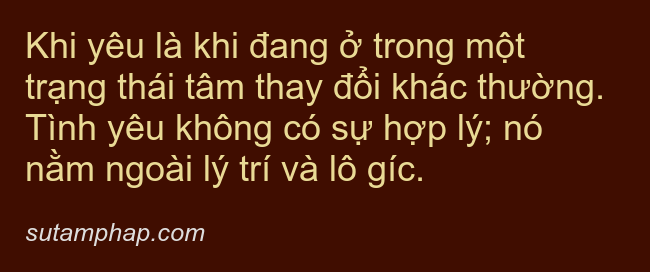 Khi yêu là khi đang ở trong một
trạng thái tâm thay đổi khác thường.
Tình yêu không có sự hợp lý; nó
nằm ngoài lý trí và lô gíc.
sutamphap.com